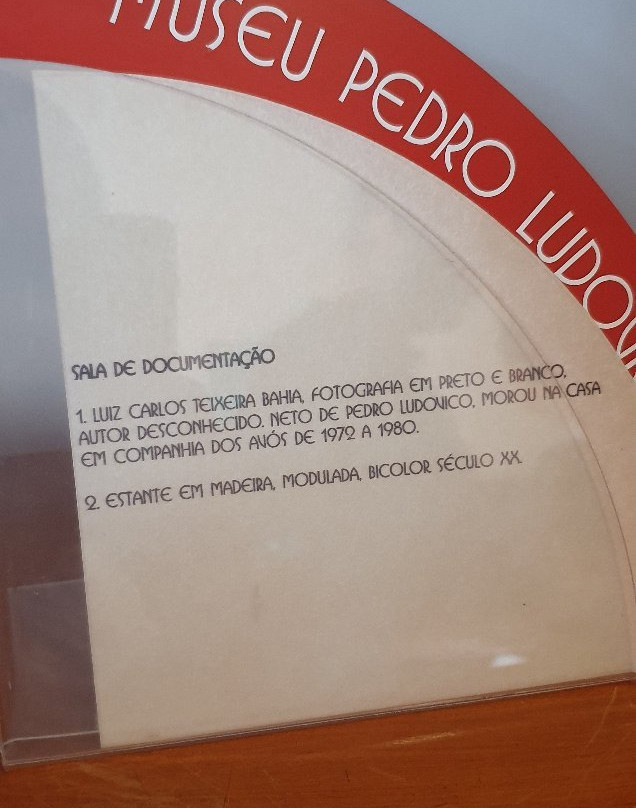 MUSEU PEDRO LUDOV
SALA DE DOCUMENTAÇÃO
1. LUIZ CARLOS TEIXEIRA BAHIA, FOTOGRAFIA EM PRETO E BRANCO,
AUTOR DESCONHECIDO. NETO DE PEDRO LUDOVICO, MOROU NA CASA
EM COMPANHIA DOS AVÓS DE 1972 A 1980.
2. ESTANTE EM MADEIRA, MODULADA, BICOLOR SÉCULO XX.